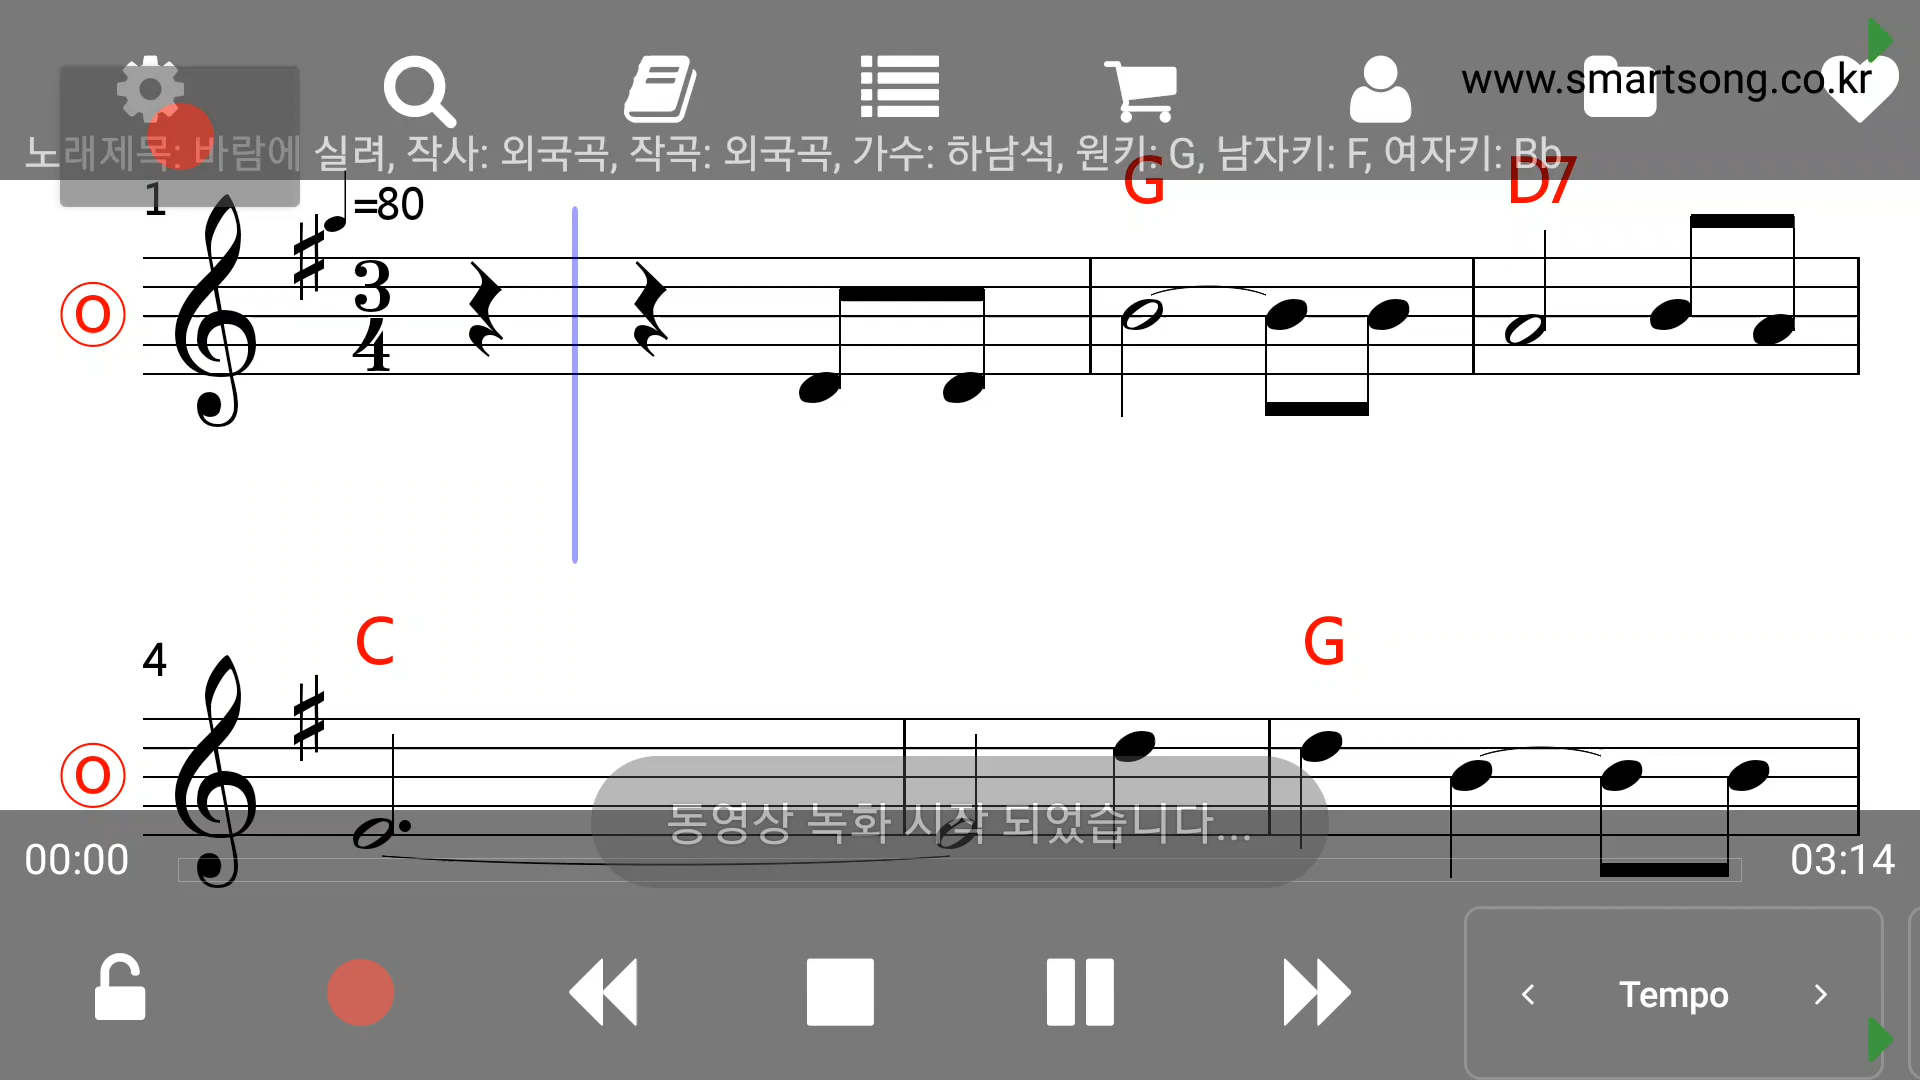 www.smartsong.co.kr
노래제목: 바람에 실려, 작사: 외국곡, 작곡: 외국곡, 가수: 하남석, 원키: G, 남자키: F, 여자키: Bb
G D7
1 =80
O 3
4
C G
4
O
동영상 녹화 시작 되었습니다...
00:00 03:14
Tempo